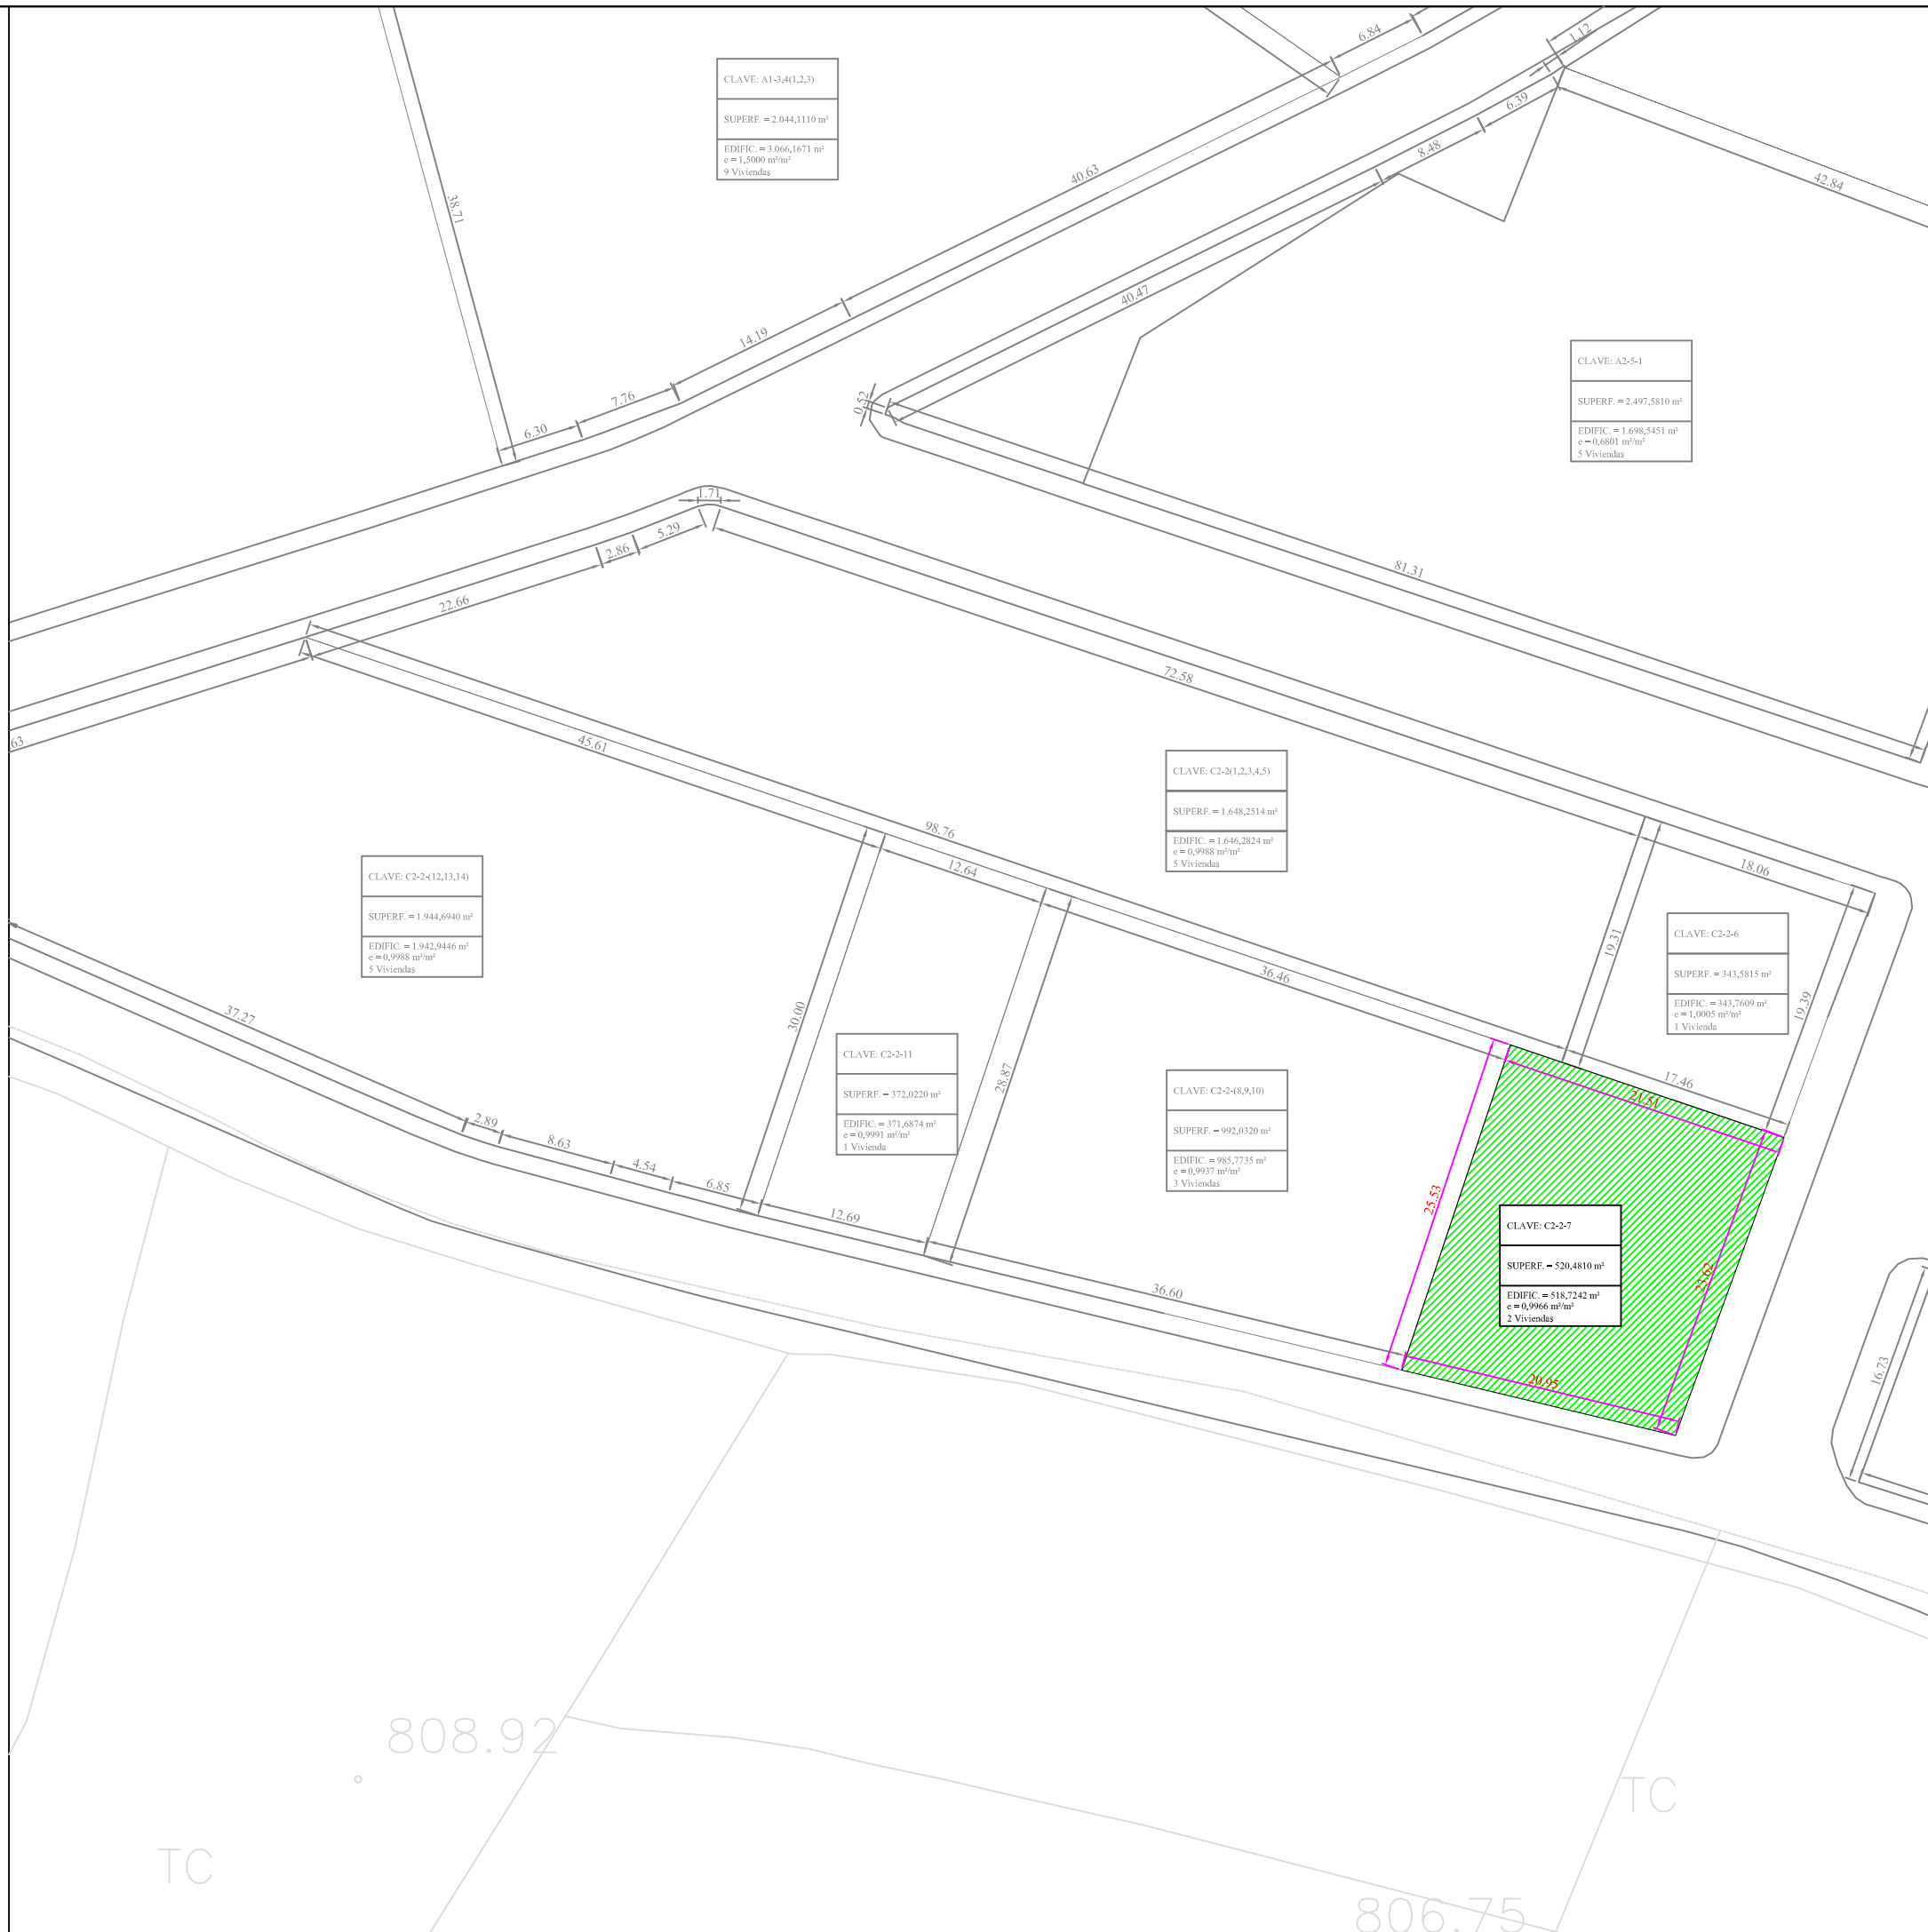 6.84
1.12
CLAVE: A1-3,4(1,2,3)
SUPERF. = 2.044,1110 m²
EDIFIC. = 3.066,1671 m²
e = 1,5000 m²/m²
9 Viviendas
6.39
8.48
40.63
42.84
38.71
40.47
14.19
CLAVE: A2-5-1
SUPERF. = 2.497,5810 m²
EDIFIC. = 1.698,5451 m²
e = 0,6801 m²/m²
5 Viviendas
7.76
0.52
6.30
1.71
5.29
2.86
81.31
22.66
72.58
63
45.61
CLAVE: C2-2(1,2,3,4,5)
SUPERF. = 1.648,2514 m²
EDIFIC. = 1.646,2824 m²
e = 0,9988 m²/m²
5 Viviendas
98.76
12.64
18.06
CLAVE: C2-2-(12,13,14)
SUPERF. = 1.944,6940 m²
EDIFIC. = 1.942,9446 m²
e = 0,9988 m²/m²
5 Viviendas
19.31
CLAVE: C2-2-6
SUPERF. = 343,5815 m²
EDIFIC. = 343,7609 m²
e = 1,0005 m²/m²
1 Vivienda
36.46
19.39
37.27
30.00
CLAVE: C2-2-11
SUPERF. = 372,0220 m²
EDIFIC. = 371,6874 m²
e = 0,9991 m²/m²
1 Vivienda
28.87
CLAVE: C2-2-(8,9,10)
SUPERF. = 992,0320 m²
EDIFIC. = 985,7735 m²
e = 0,9937 m²/m²
3 Viviendas
17.46
21.51
2.89
8.63
4.54
6.85
12.69
25.53
CLAVE: C2-2-7
SUPERF. = 520,4810 m²
EDIFIC. = 518,7242 m²
e = 0,9966 m²/m²
2 Viviendas
23.62
36.60
20.95
16.73
808.92
TC
TC
806.75